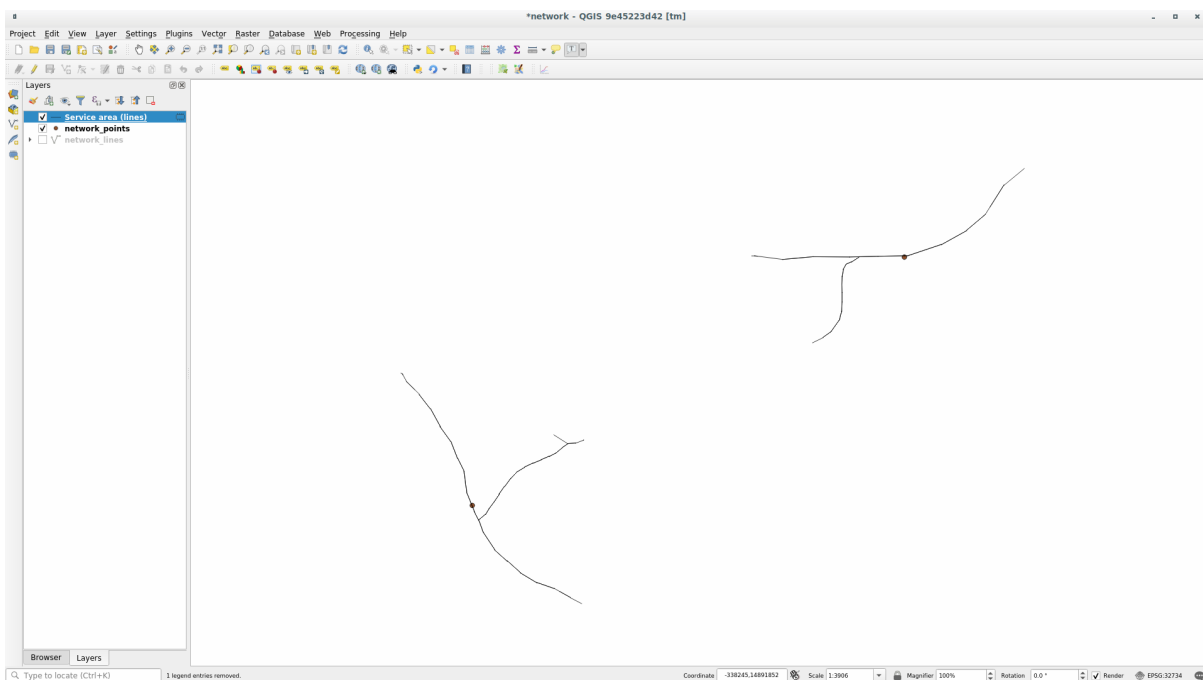 *network - QGIS 9e45223d42 [tm]
Project Edit View Layer Settings Plugins Vector Raster Database Web Processing Help
Layers
Service area (lines)
network_points
network_lines
Browser Layers
Type to locate (Ctrl+K) 1 legend entries removed. Coordinate -338245,14891852 Scale 1:3906 Magnifier 100% Rotation 0.0 ° Render EPSG:32734